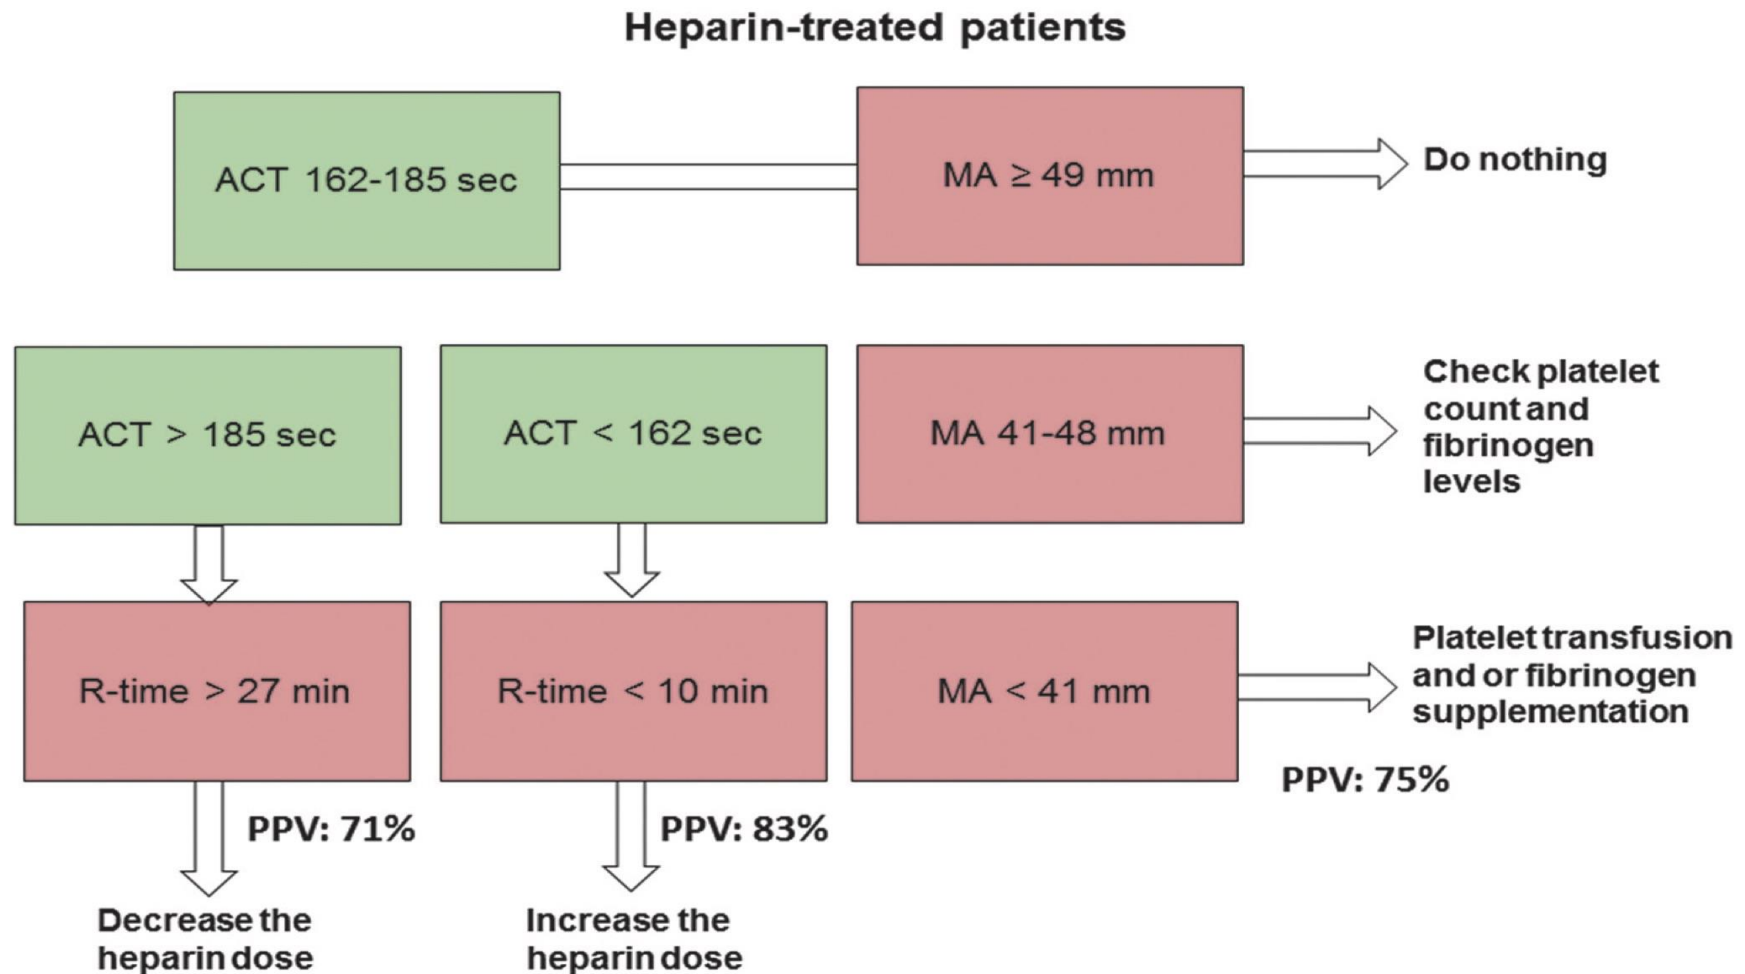 Heparin-treated patients
ACT 162-185 sec
MA ≥ 49 mm
Do nothing
ACT > 185 sec
ACT < 162 sec
MA 41-48 mm
Check platelet
count and
fibrinogen
levels
R-time > 27 min
R-time < 10 min
MA < 41 mm
Platelet transfusion
and or fibrinogen
supplementation
PPV: 75%
PPV: 71%
PPV: 83%
Decrease the
heparin dose
Increase the
heparin dose